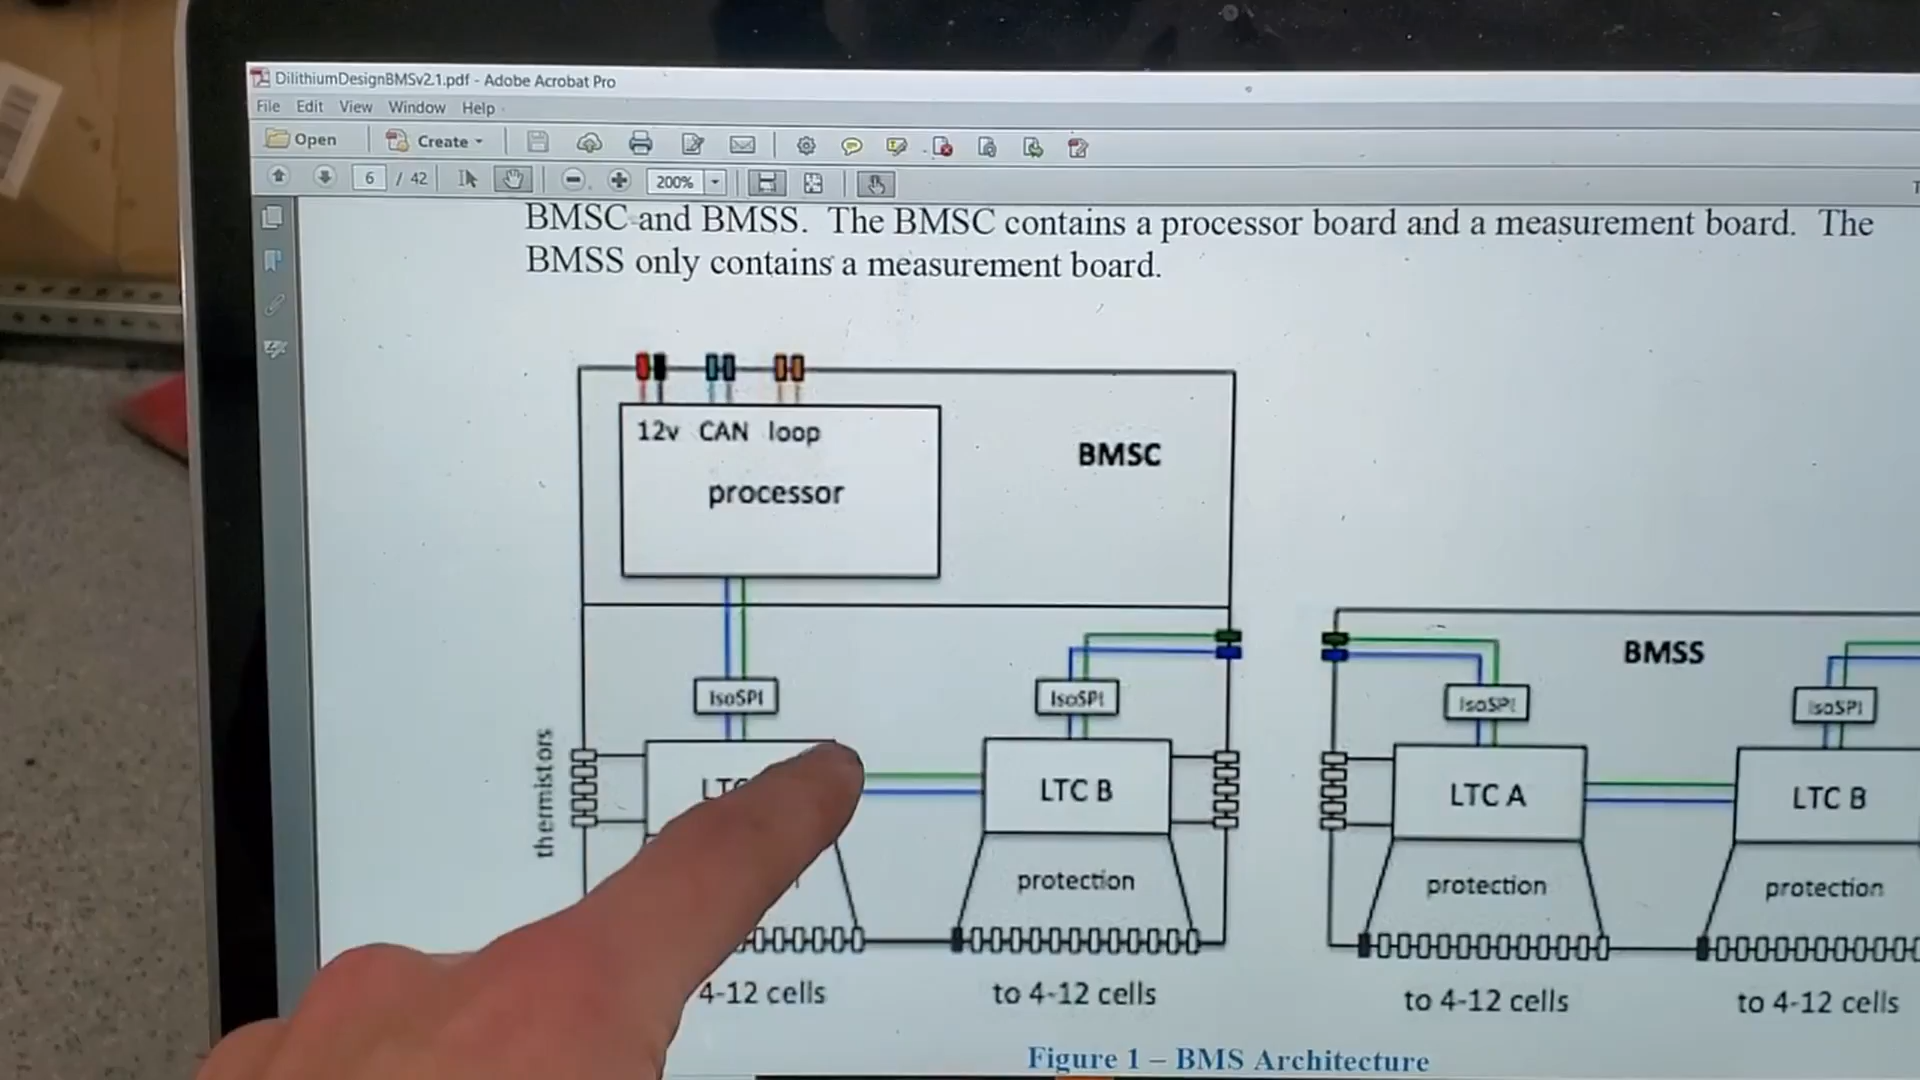 DilithiumDesignBMSv2.1.pdf - Adobe Acrobat Pro
File Edit View Window Help
Open Create
6 / 42 200%
BMSC and BMSS. The BMSC contains a processor board and a measurement board. The
BMSS only contains a measurement board.
12v CAN loop
processor
BMSC
BMSS
IsoSPI
IsoSPI
IsoSPI
IsoSPI
thermistors
LTC B
LTC A
LTC B
protection
protection
protection
4-12 cells
to 4-12 cells
to 4-12 cells
to 4-12 cells
Figure 1 – BMS Architecture